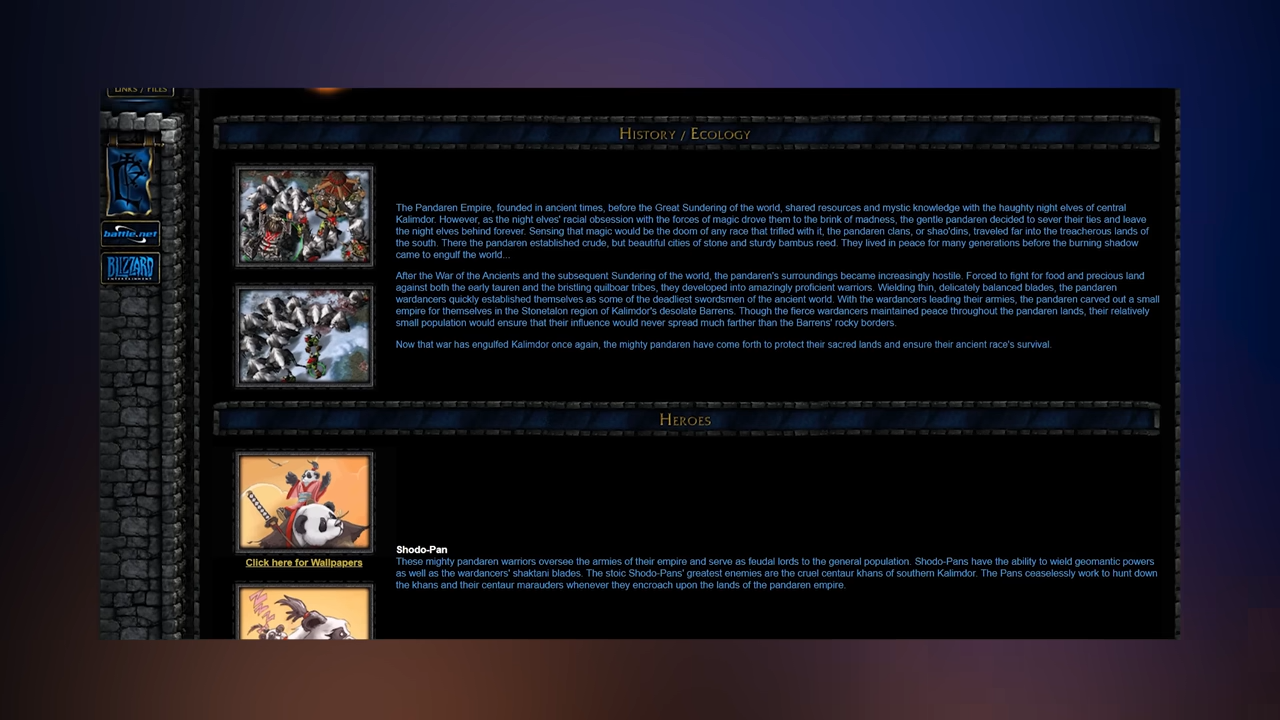 LINKS / FILES
HISTORY / ECOLOGY
battle.net
BLIZZARD
ENTERTAINMENT
The Pandaren Empire, founded in ancient times, before the Great Sundering of the world, shared resources and mystic knowledge with the haughty night elves of central
Kalimdor. However, as the night elves' racial obsession with the forces of magic drove them to the brink of madness, the gentle pandaren decided to sever their ties and leave
the night elves behind forever. Sensing that magic would be the doom of any race that trifled with it, the pandaren clans, or shao'dins, traveled far into the treacherous lands of
the south. There the pandaren established crude, but beautiful cities of stone and sturdy bambus reed. They lived in peace for many generations before the burning shadow
came to engulf the world...
After the War of the Ancients and the subsequent Sundering of the world, the pandaren's surroundings became increasingly hostile. Forced to fight for food and precious land
against both the early tauren and the bristling quilboar tribes, they developed into amazingly proficient warriors. Wielding thin, delicately balanced blades, the pandaren
wardancers quickly established themselves as some of the deadliest swordsmen of the ancient world. With the wardancers leading their armies, the pandaren carved out a small
empire for themselves in the Stonetalon region of Kalimdor's desolate Barrens. Though the fierce wardancers maintained peace throughout the pandaren lands, their relatively
small population would ensure that their influence would never spread much farther than the Barrens' rocky borders.
Now that war has engulfed Kalimdor once again, the mighty pandaren have come forth to protect their sacred lands and ensure their ancient race's survival.
HEROES
Click here for Wallpapers
Shodo-Pan
These mighty pandaren warriors oversee the armies of their empire and serve as feudal lords to the general population. Shodo-Pans have the ability to wield geomantic powers
as well as the wardancers' shaktani blades. The stoic Shodo-Pans' greatest enemies are the cruel centaur khans of southern Kalimdor. The Pans ceaselessly work to hunt down
the khans and their centaur marauders whenever they encroach upon the lands of the pandaren empire.